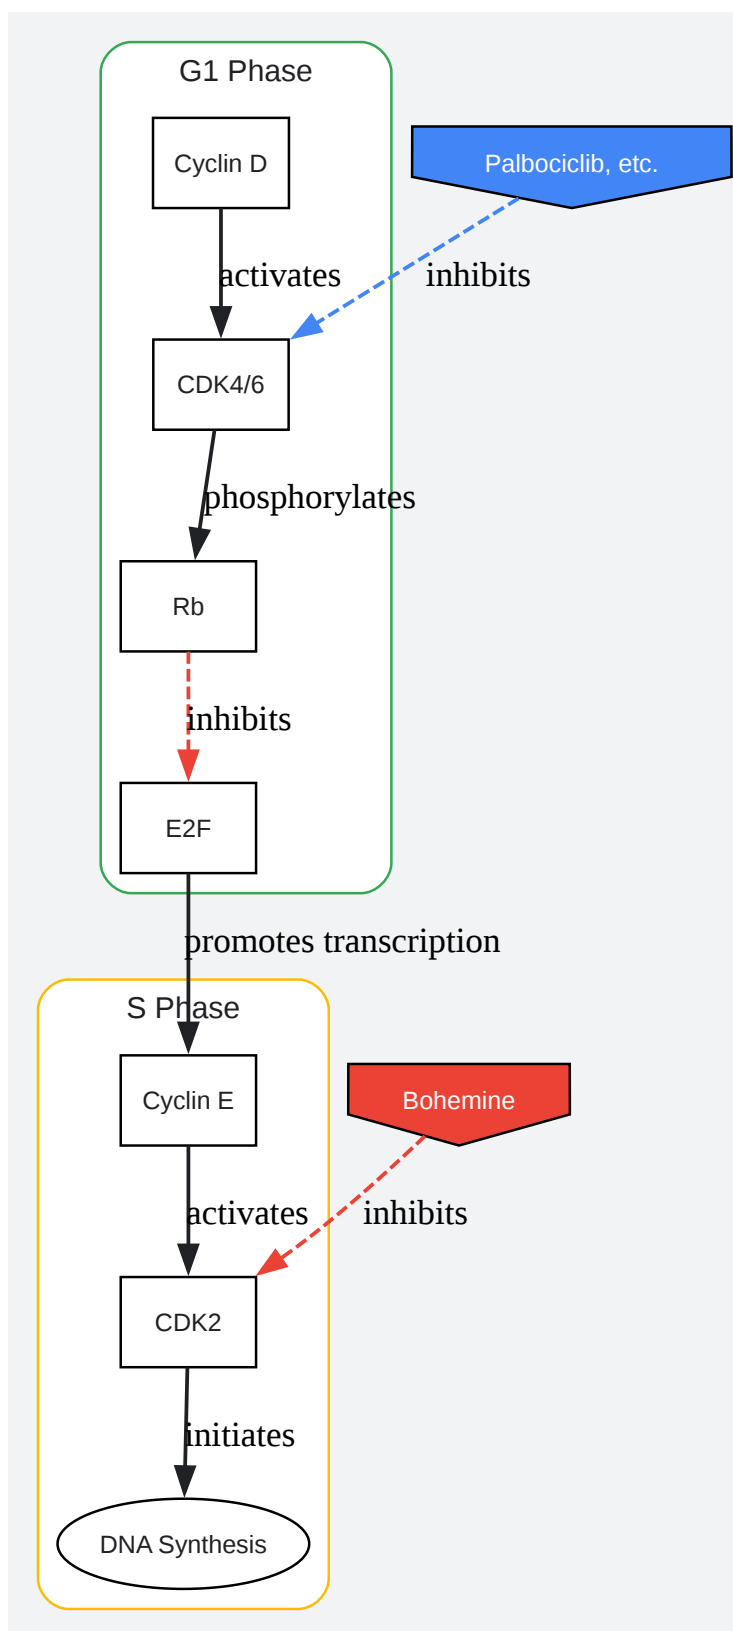 G1 Phase
Cyclin D
Palbociclib, etc.
activates
inhibits
CDK4/6
phosphorylates
Rb
inhibits
E2F
promotes transcription
S Phase
Cyclin E
Bohemine
activates
inhibits
CDK2
initiates
DNA Synthesis